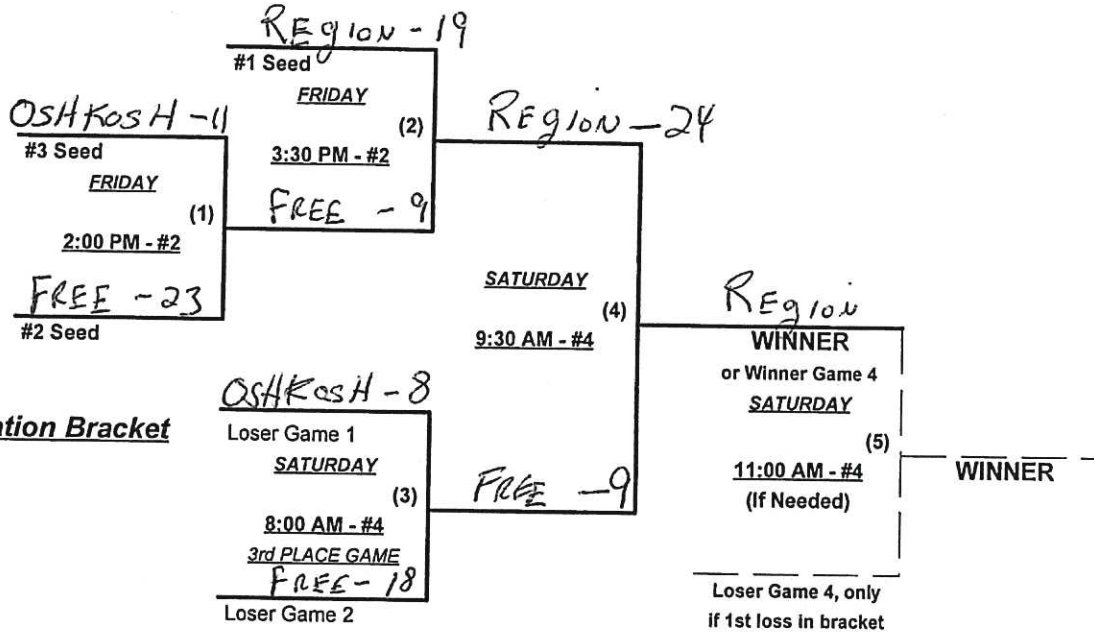 REgioN - 19
#1 Seed
FRIDAY
OSHKOSH - 11
(2)
REgioN - 24
#3 Seed
3:30 PM - #2
FRIDAY
(1)
FREE - 9
2:00 PM - #2
FREE - 23
#2 Seed
SATURDAY
(4)
9:30 AM - #4
REgioN
WINNER
or Winner Game 4
SATURDAY
(5)
11:00 AM - #4
(If Needed)
WINNER
OSHKOSH - 8
ation Bracket
Loser Game 1
SATURDAY
(3)
FREE - 9
8:00 AM - #4
3rd PLACE GAME
FREE - 18
Loser Game 2
Loser Game 4, only
if 1st loss in bracket